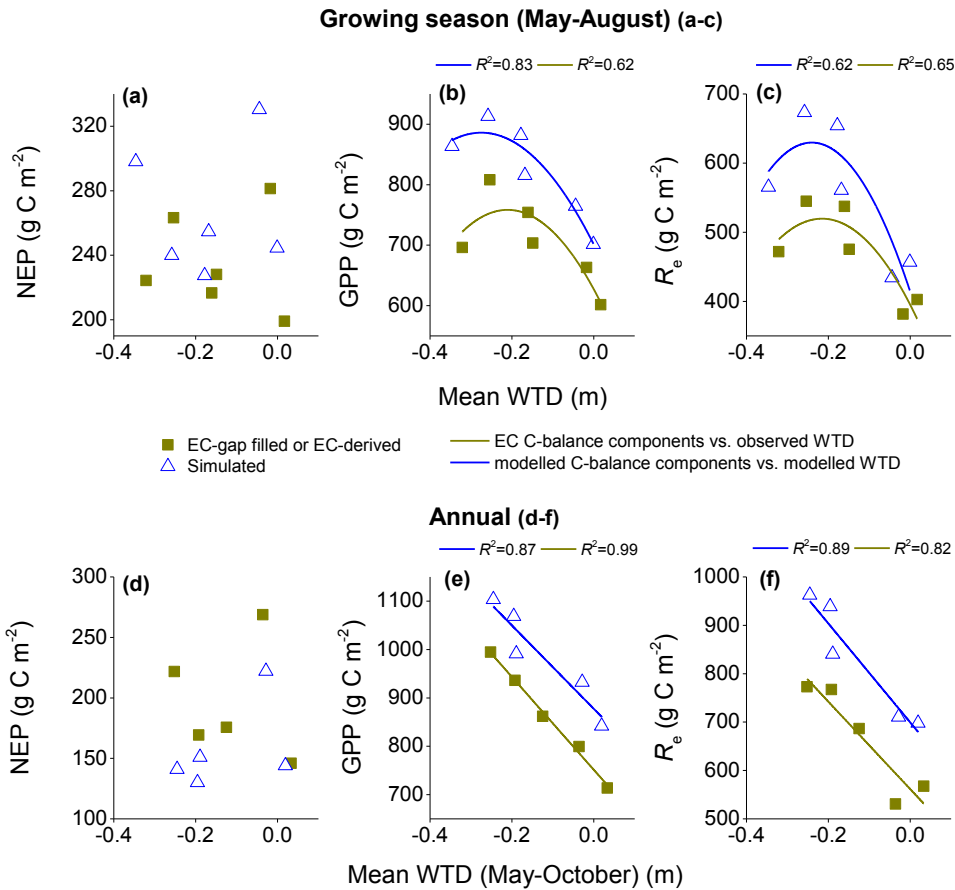 Growing season (May-August) (a-c)
R²=0.83 R²=0.62
R²=0.62 R²=0.65
(a)
NEP (g C m⁻²)
320
280
240
200
-0.4 -0.2 0.0
(b)
GPP (g C m⁻²)
900
800
700
600
-0.4 -0.2 0.0
(c)
Re (g C m⁻²)
700
600
500
400
-0.4 -0.2 0.0
Mean WTD (m)
EC-gap filled or EC-derived
Simulated
EC C-balance components vs. observed WTD
modelled C-balance components vs. modelled WTD
Annual (d-f)
R²=0.87 R²=0.99
R²=0.89 R²=0.82
(d)
NEP (g C m⁻²)
300
250
200
150
100
-0.4 -0.2 0.0
(e)
GPP (g C m⁻²)
1100
1000
900
800
700
-0.4 -0.2 0.0
(f)
Re (g C m⁻²)
1000
900
800
700
600
500
-0.4 -0.2 0.0
Mean WTD (May-October) (m)